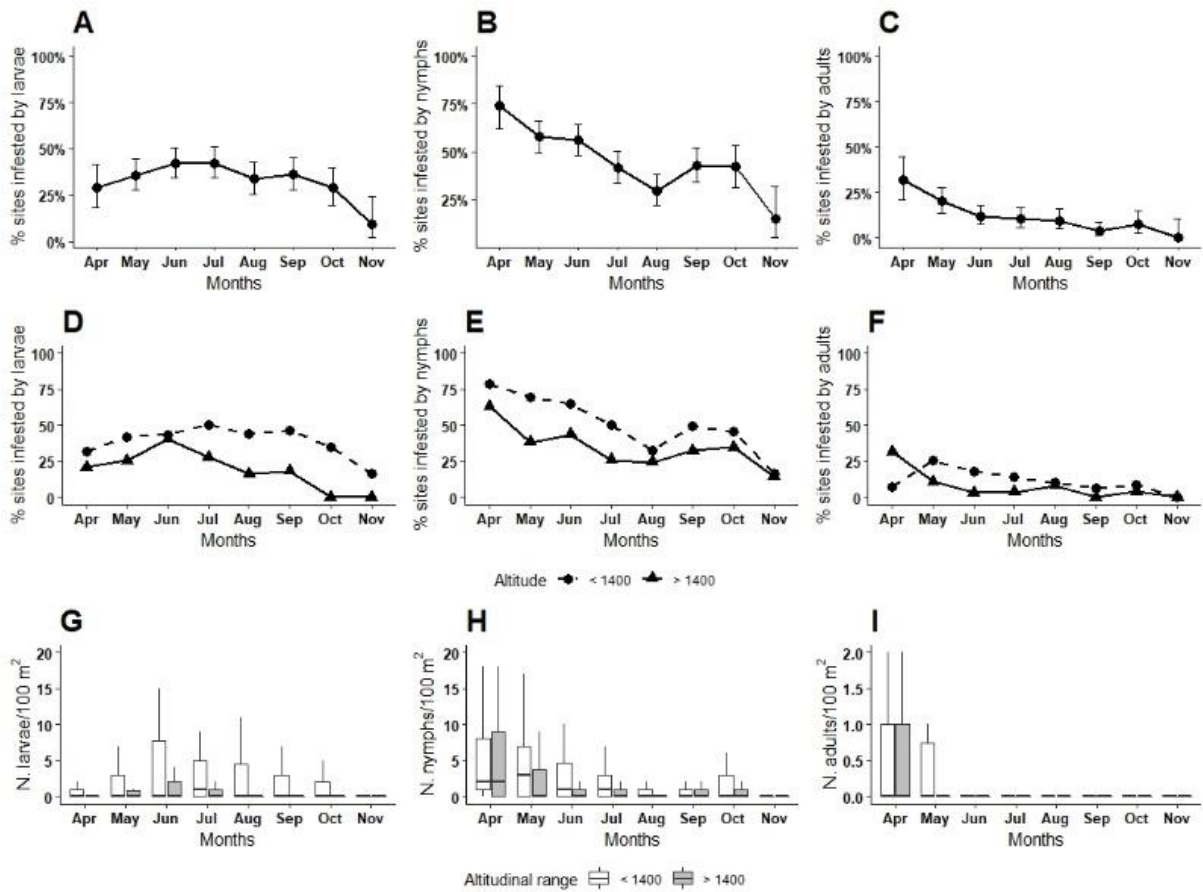 A
% sites infested by larvae
100%
75%
50%
25%
0%
Apr May Jun Jul Aug Sep Oct Nov
Months
B
% sites infested by nymphs
100%
75%
50%
25%
Apr May Jun Jul Aug Sep Oct Nov
Months
C
% sites infested by adults
100%
75%
50%
25%
0%
Apr May Jun Jul Aug Sep Oct Nov
Months
D
% sites infested by larvae
100
75
50
25
0
Apr May Jun Jul Aug Sep Oct Nov
Months
E
% sites infested by nymphs
100
75
50
25
0
Apr May Jun Jul Aug Sep Oct Nov
Months
F
% sites infested by adults
100
75
50
25
0
Apr May Jun Jul Aug Sep Oct Nov
Months
Altitude < 1400 > 1400
G
N. larvae/100 m²
20
15
10
5
0
Apr May Jun Jul Aug Sep Oct Nov
Months
H
N. nymphs/100 m²
20
15
10
5
0
Apr May Jun Jul Aug Sep Oct Nov
Months
I
N. adults/100 m²
2.0
1.5
1.0
0.5
0.0
Apr May Jun Jul Aug Sep Oct Nov
Months
Altitudinal range < 1400 > 1400